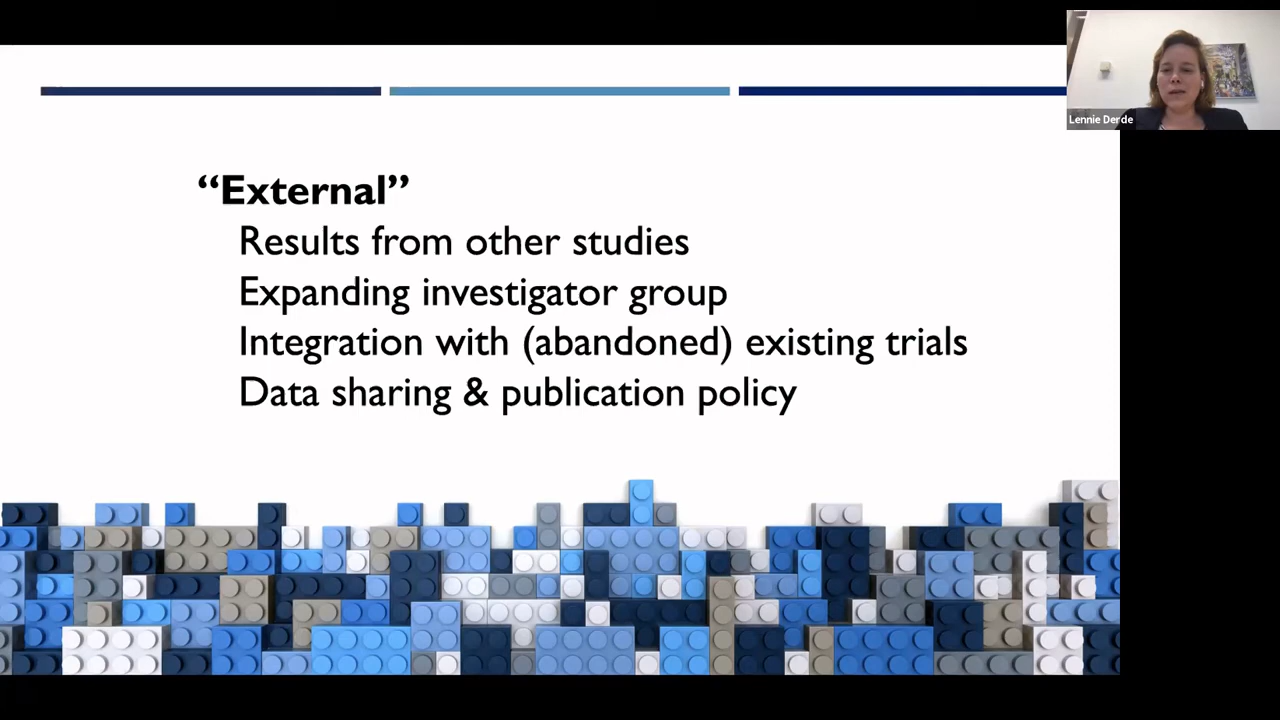 “External”
Results from other studies
Expanding investigator group
Integration with (abandoned) existing trials
Data sharing & publication policy
Lennie Derde